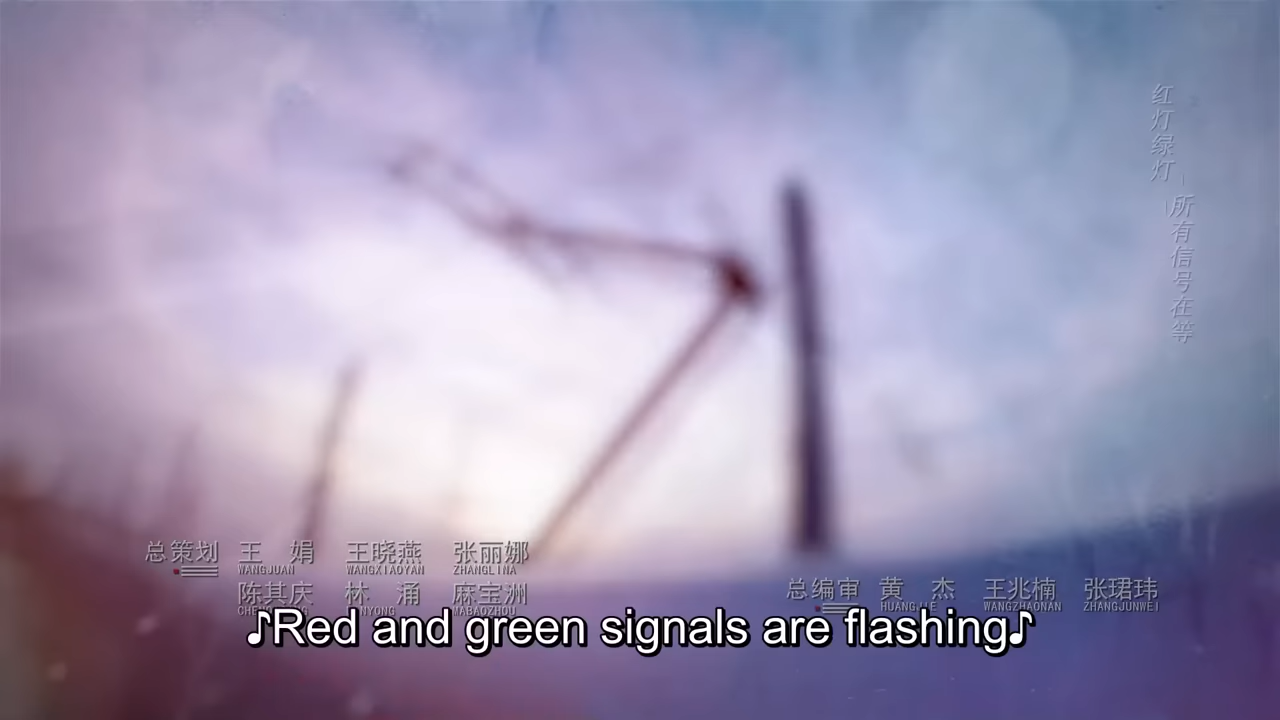 红灯绿灯
所有信号在等
总策划 王娟 王晓燕 张丽娜
WANGJUAN WANGXIAOYAN ZHANGLINA
陈其庆 林涌 麻宝洲
MABAOZHOU
总编审 黄杰 王兆楠 张珺玮
HUANGJIE WANGZHAONAN ZHANGJUNWEI
♪Red and green signals are flashing♪